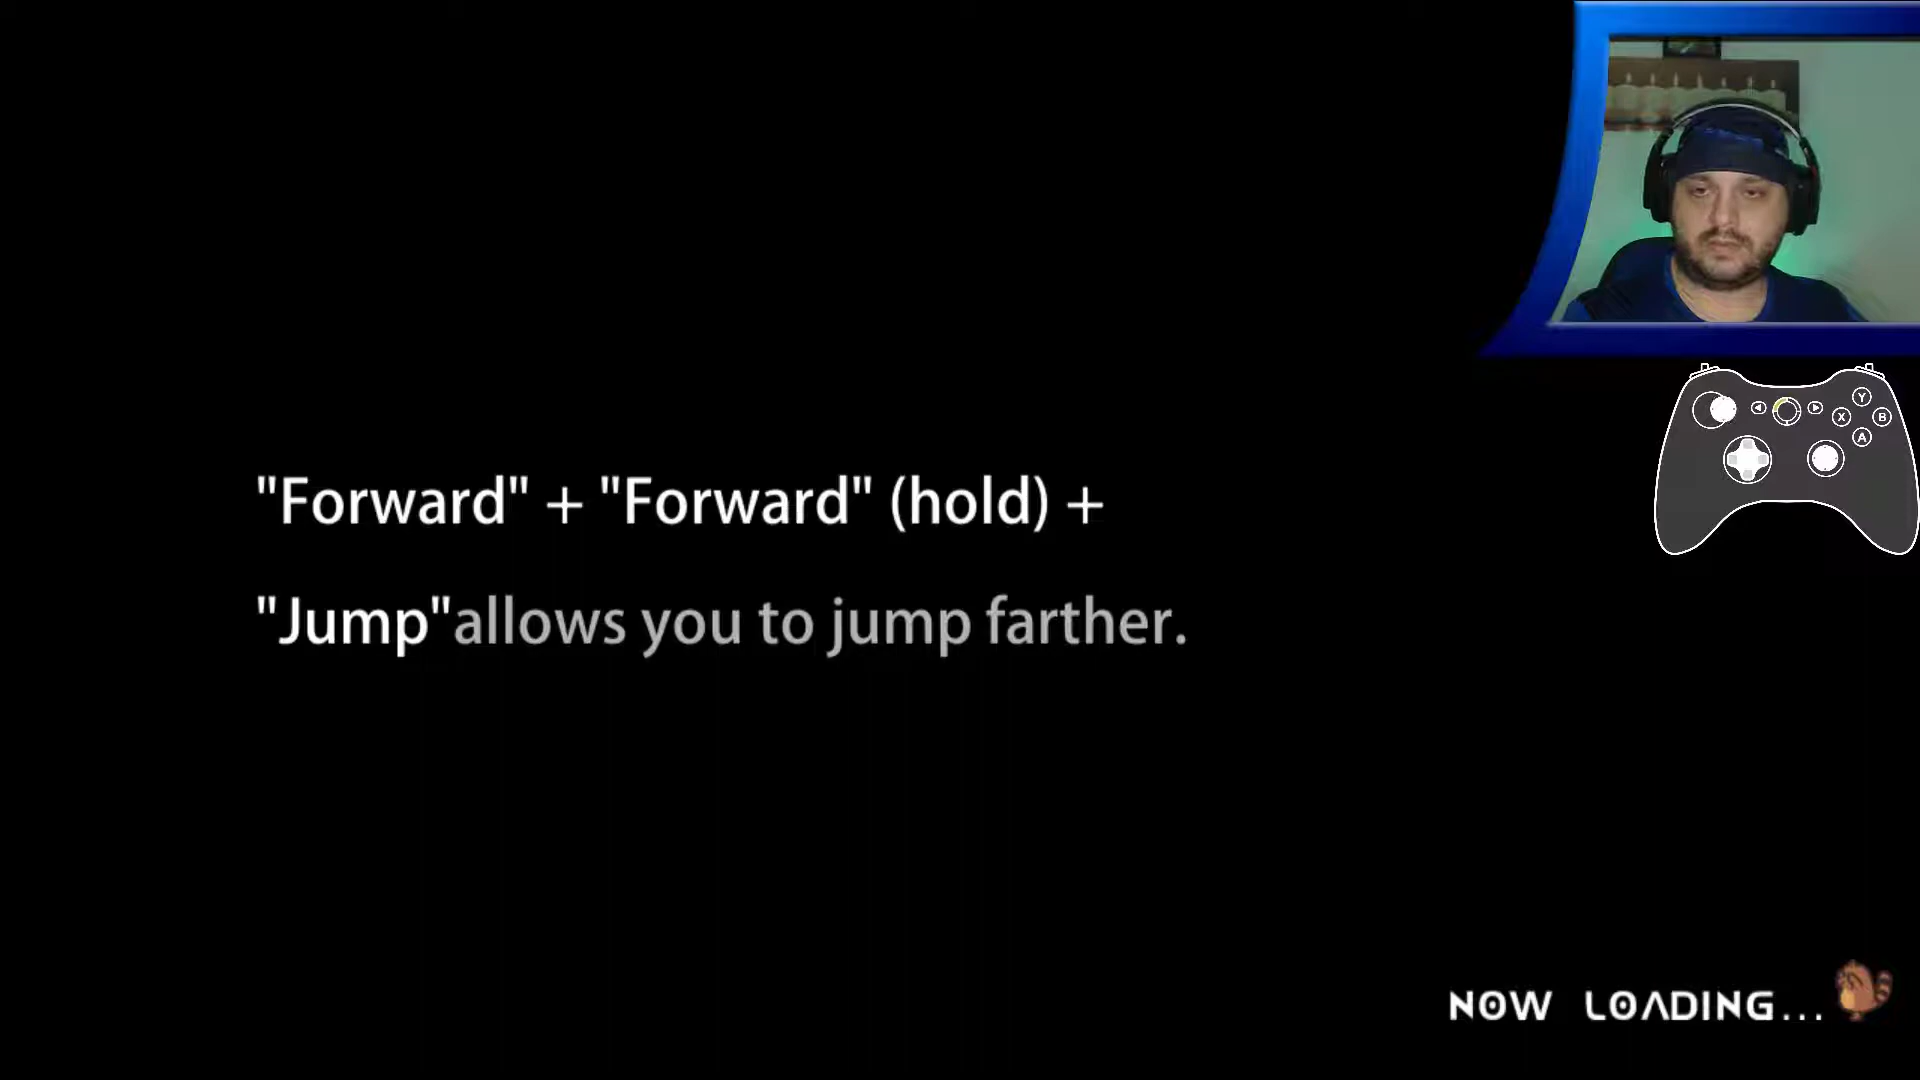 "Forward" + "Forward" (hold) +
"Jump"allows you to jump farther.
NOW LOADING...
Y
X
B
A